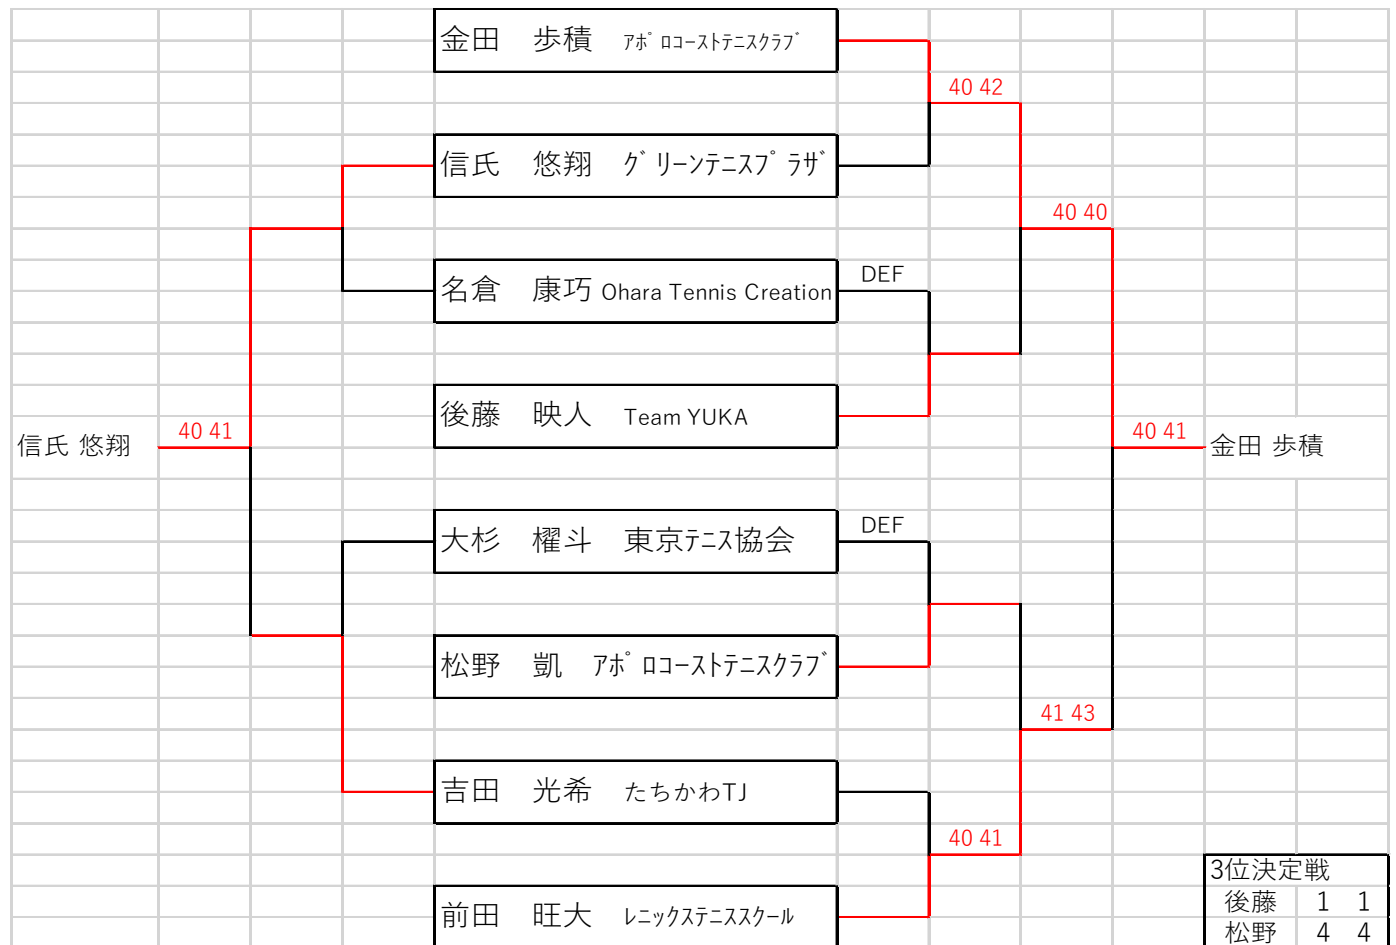 金田　歩積　ｱﾎﾟﾛｺｰｽﾄﾃﾆｽｸﾗﾌﾞ
40 42
信氏　悠翔　ｸﾞﾘｰﾝﾃﾆｽﾌﾟﾗｻﾞ
40 40
名倉　康巧 Ohara Tennis Creation
DEF
後藤　映人　Team YUKA
信氏 悠翔
40 41
40 41
金田 歩積
大杉　櫂斗　東京ﾃﾆｽ協会
DEF
松野　凱　ｱﾎﾟﾛｺｰｽﾄﾃﾆｽｸﾗﾌﾞ
41 43
吉田　光希　たちかわTJ
40 41
前田　旺大　ﾚﾆｯｸｽﾃﾆｽｽｸｰﾙ
3位決定戦
後藤 1 1
松野 4 4